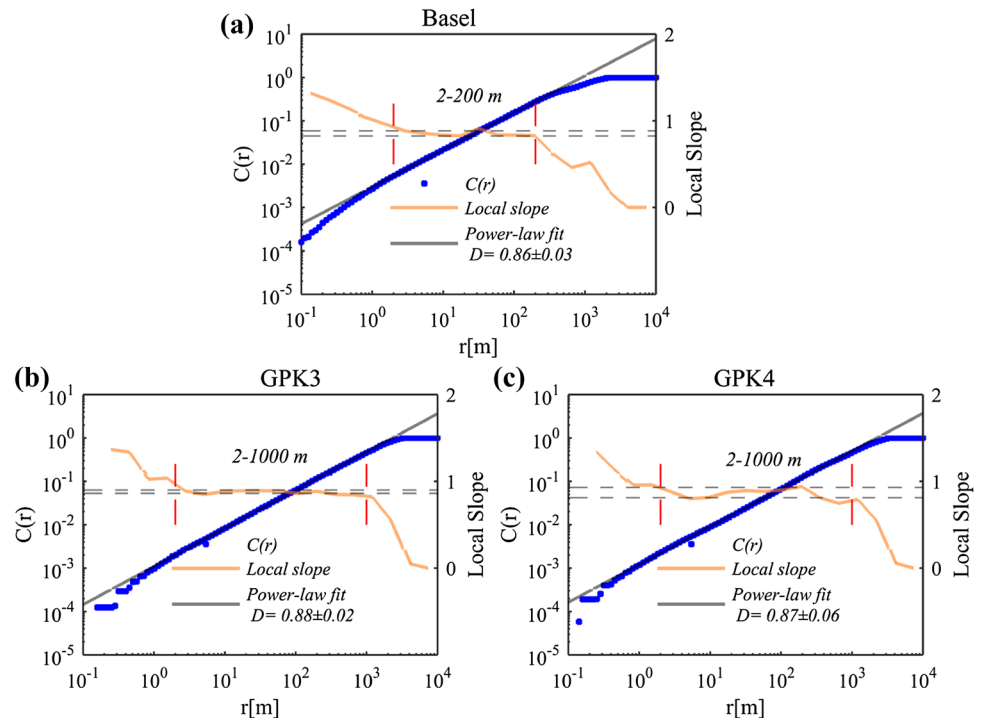 (a)
Basel
10^1
10^0
10^-1
10^-2
10^-3
10^-4
10^-5
C(r)
2-200 m
C(r)
Local slope
Power-law fit
D= 0.86±0.03
2
1
0
Local Slope
10^-1 10^0 10^1 10^2 10^3 10^4
r[m]
(b)
GPK3
10^1
10^0
10^-1
10^-2
10^-3
10^-4
10^-5
C(r)
2-1000 m
C(r)
Local slope
Power-law fit
D= 0.88±0.02
2
1
0
Local Slope
10^-1 10^0 10^1 10^2 10^3 10^4
r[m]
(c)
GPK4
10^1
10^0
10^-1
10^-2
10^-3
10^-4
10^-5
C(r)
2-1000 m
C(r)
Local slope
Power-law fit
D= 0.87±0.06
2
1
0
Local Slope
10^-1 10^0 10^1 10^2 10^3 10^4
r[m]